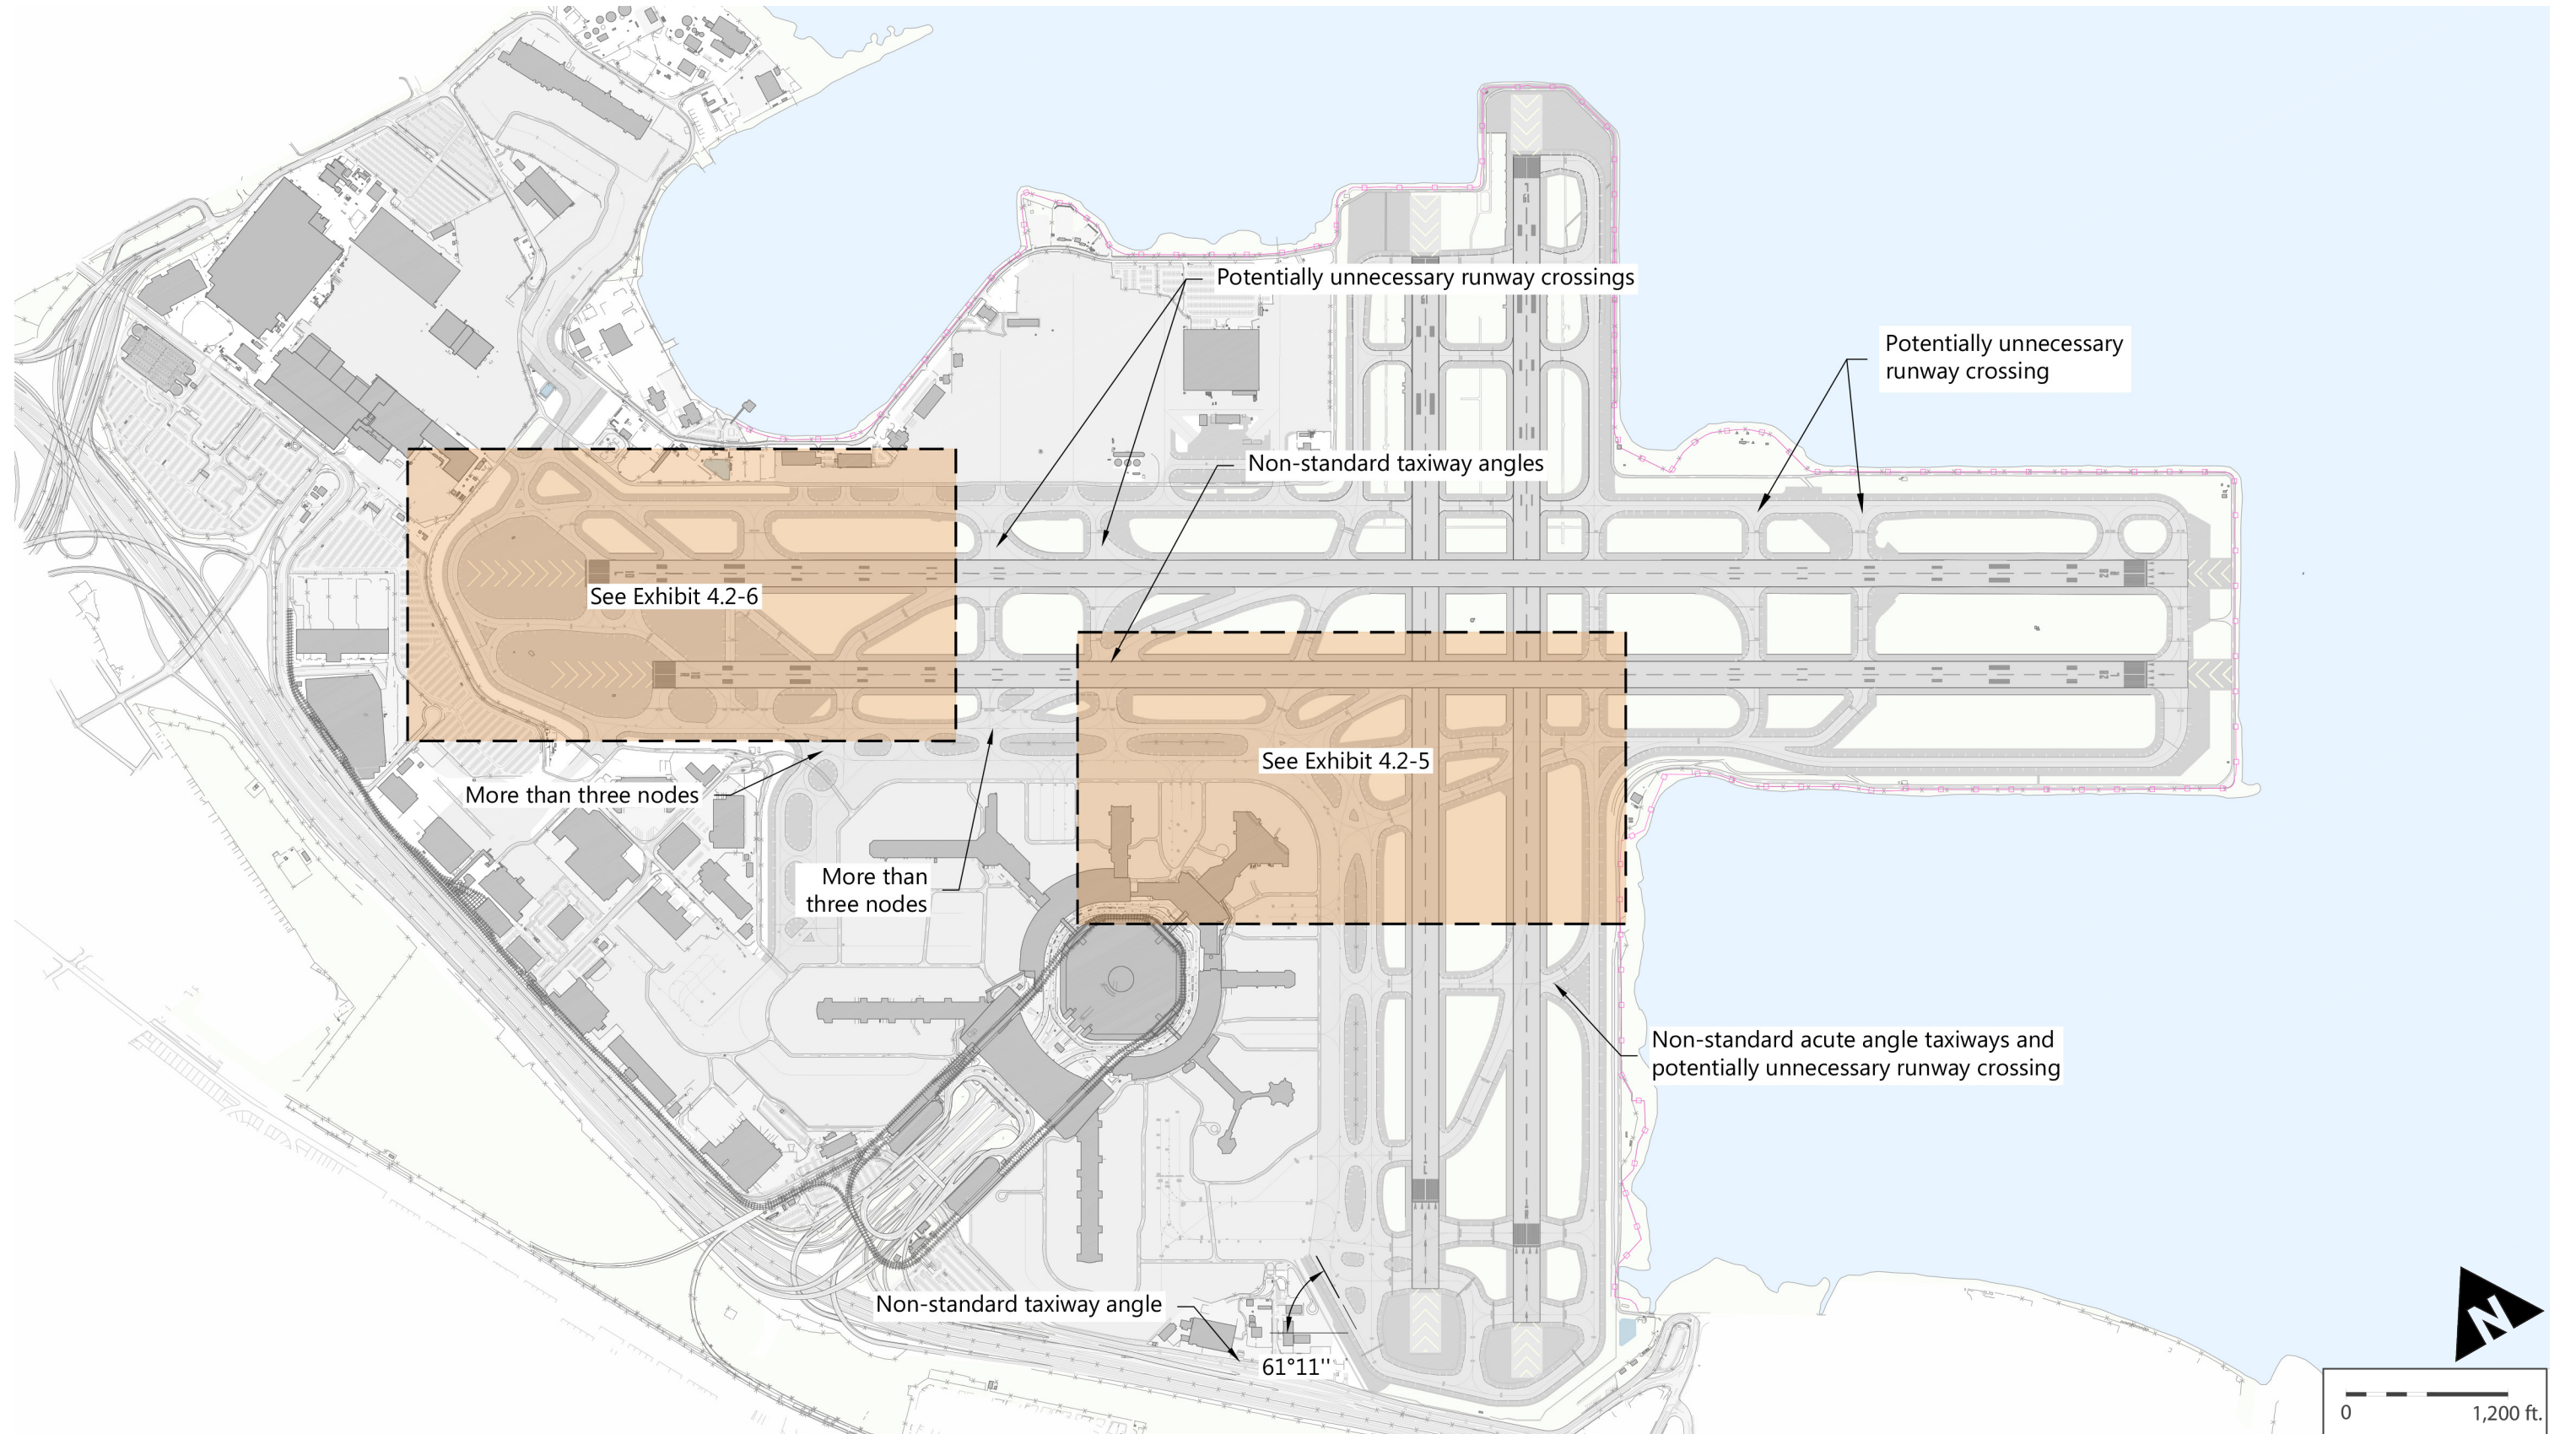 Potentially unnecessary runway crossings
Potentially unnecessary
runway crossing
Non-standard taxiway angles
See Exhibit 4.2-6
See Exhibit 4.2-5
More than three nodes
More than
three nodes
Non-standard acute angle taxiways and
potentially unnecessary runway crossing
Non-standard taxiway angle
61°11''
N
0
1,200 ft.